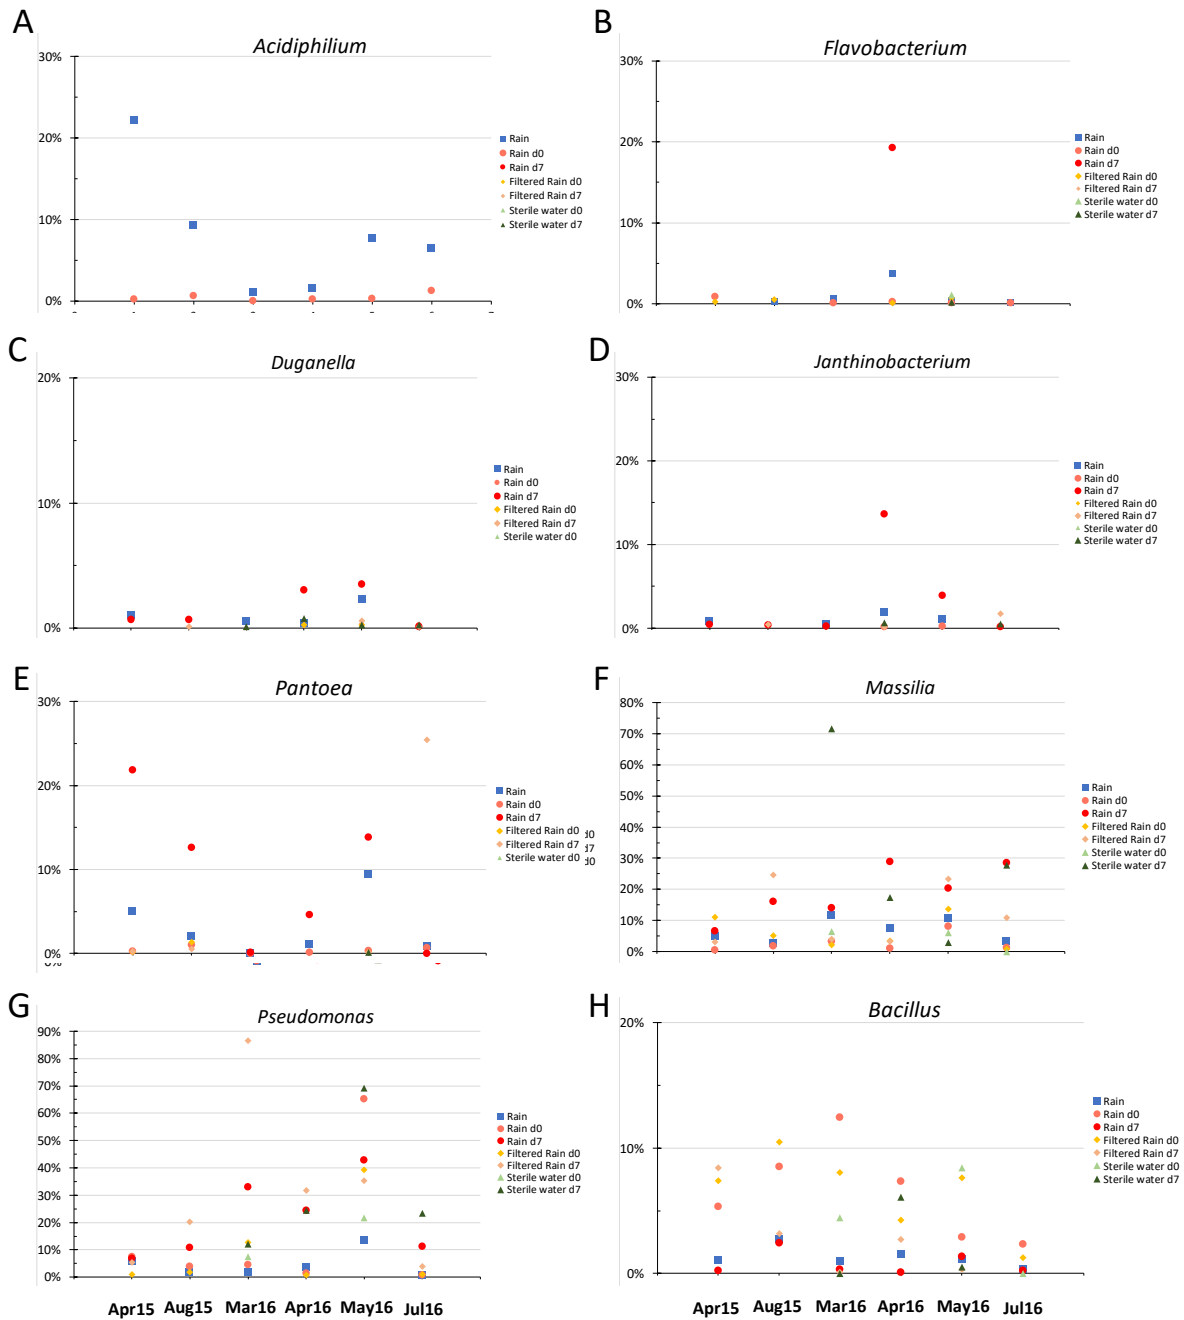 A
Acidiphilium
30%
20%
10%
0%
Rain
Rain d0
Rain d7
Filtered Rain d0
Filtered Rain d7
Sterile water d0
Sterile water d7
B
Flavobacterium
30%
20%
10%
0%
Rain
Rain d0
Rain d7
Filtered Rain d0
Filtered Rain d7
Sterile water d0
Sterile water d7
C
Duganella
20%
10%
0%
Rain
Rain d0
Rain d7
Filtered Rain d0
Filtered Rain d7
Sterile water d0
D
Janthinobacterium
30%
20%
10%
0%
Rain
Rain d0
Rain d7
Filtered Rain d0
Filtered Rain d7
Sterile water d0
Sterile water d7
E
Pantoea
30%
20%
10%
0%
Rain
Rain d0
Rain d7
Filtered Rain d0
Filtered Rain d7
Sterile water d0
F
Massilia
80%
70%
60%
50%
40%
30%
20%
10%
0%
Rain
Rain d0
Rain d7
Filtered Rain d0
Filtered Rain d7
Sterile water d0
Sterile water d7
G
Pseudomonas
90%
80%
70%
60%
50%
40%
30%
20%
10%
0%
Rain
Rain d0
Rain d7
Filtered Rain d0
Filtered Rain d7
Sterile water d0
Sterile water d7
Apr15 Aug15 Mar16 Apr16 May16 Jul16
H
Bacillus
20%
10%
0%
Rain
Rain d0
Rain d7
Filtered Rain d0
Filtered Rain d7
Sterile water d0
Sterile water d7
Apr15 Aug15 Mar16 Apr16 May16 Jul16